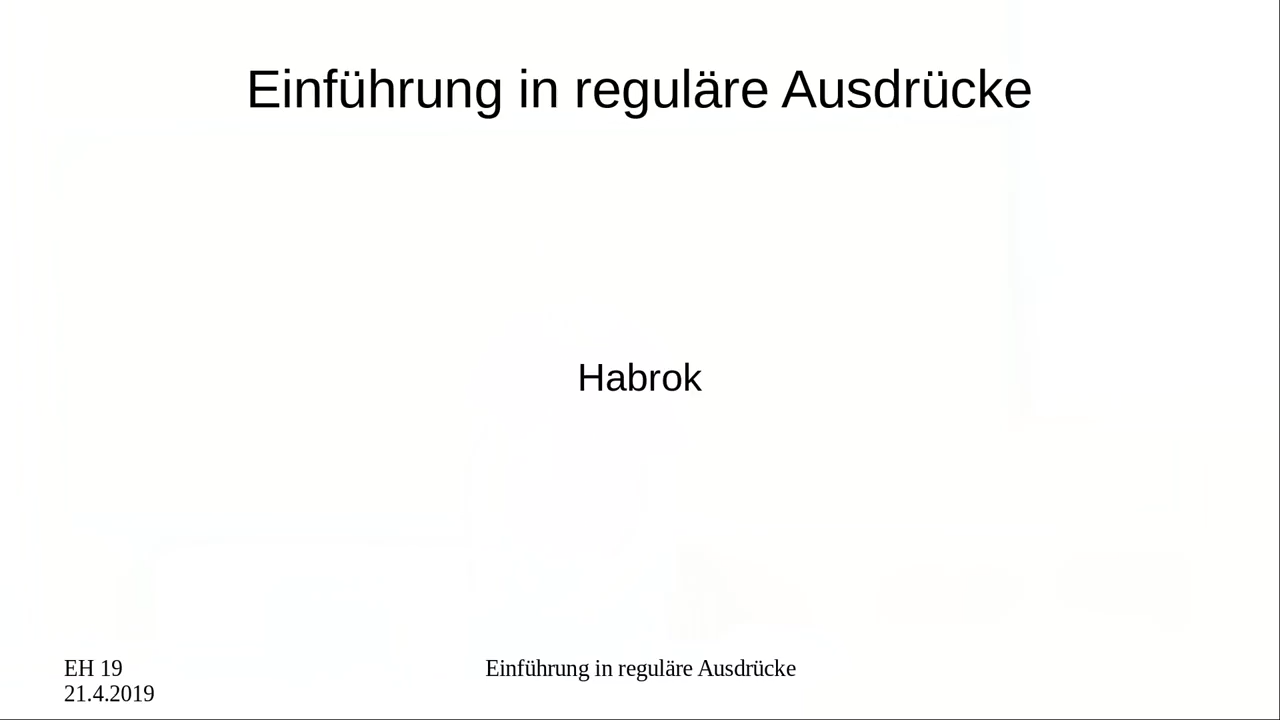 Einführung in reguläre Ausdrücke
Habrok
EH 19
21.4.2019
Einführung in reguläre Ausdrücke